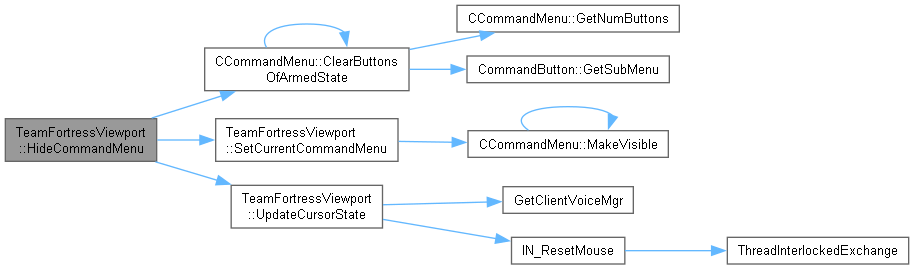 TeamFortressViewport
::HideCommandMenu
CCommandMenu::ClearButtons
OfArmedState
CCommandMenu::GetNumButtons
CommandButton::GetSubMenu
TeamFortressViewport
::SetCurrentCommandMenu
CCommandMenu::MakeVisible
TeamFortressViewport
::UpdateCursorState
GetClientVoiceMgr
IN_ResetMouse
ThreadInterlockedExchange